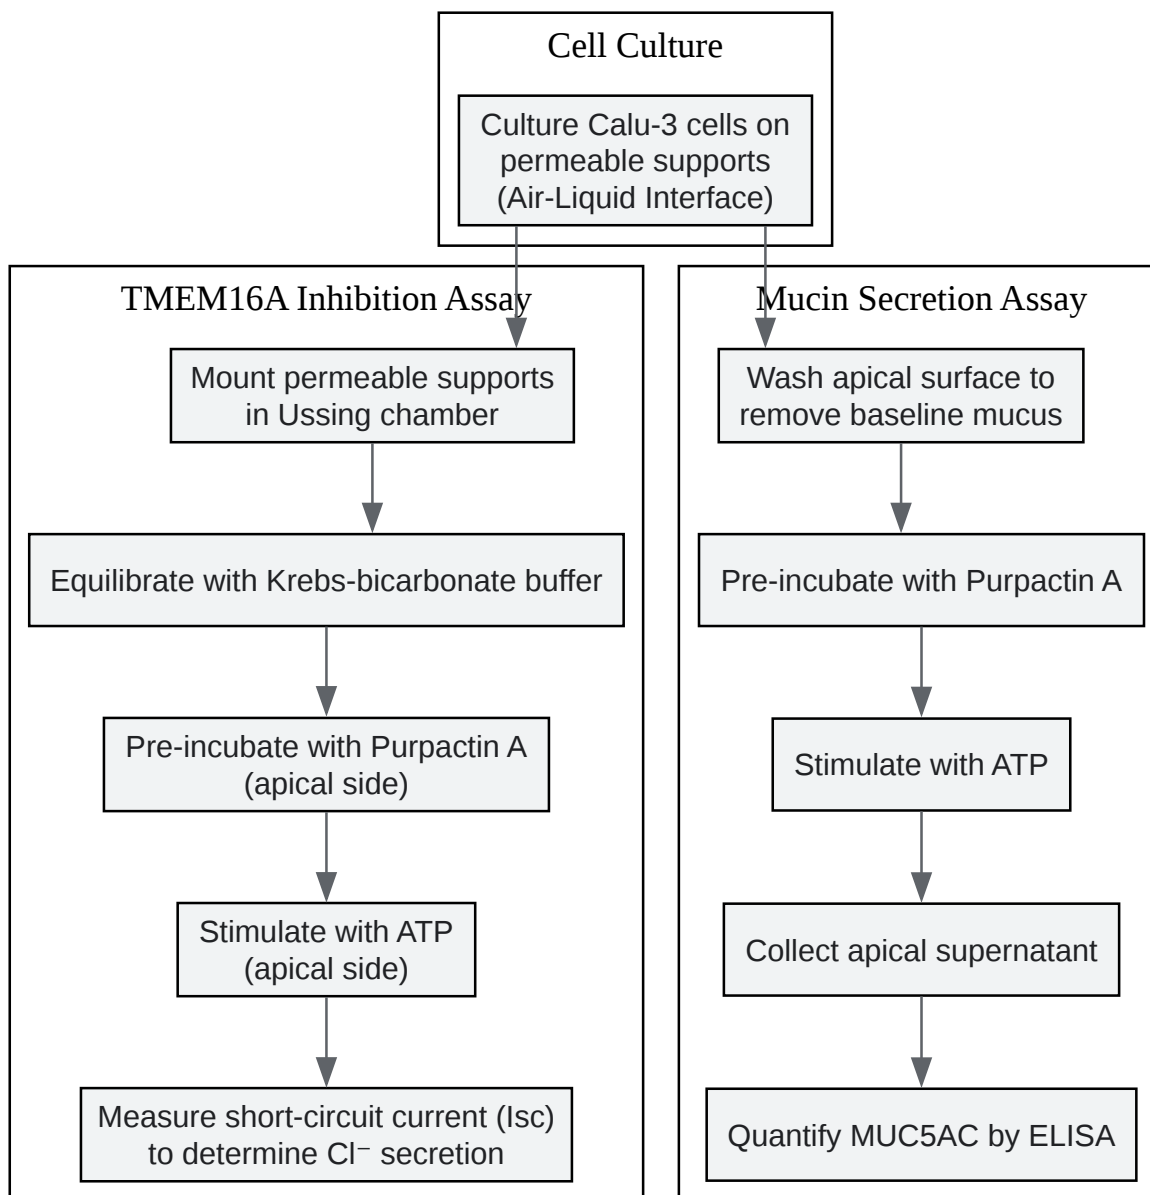 Cell Culture
Culture Calu-3 cells on
permeable supports
(Air-Liquid Interface)
TMEM16A Inhibition Assay
Mount permeable supports
in Ussing chamber
Equilibrate with Krebs-bicarbonate buffer
Pre-incubate with Purpactin A
(apical side)
Stimulate with ATP
(apical side)
Measure short-circuit current (Isc)
to determine Cl⁻ secretion
Mucin Secretion Assay
Wash apical surface to
remove baseline mucus
Pre-incubate with Purpactin A
Stimulate with ATP
Collect apical supernatant
Quantify MUC5AC by ELISA